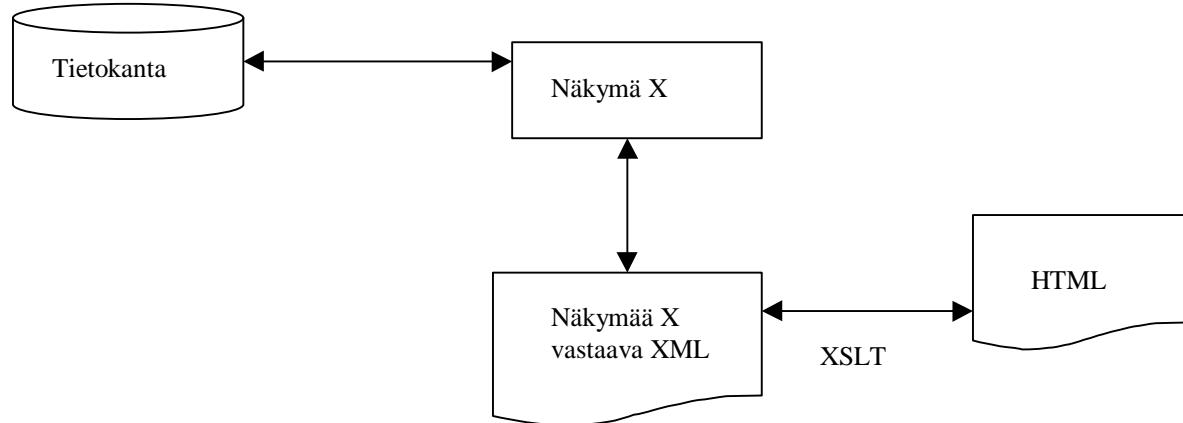 Tietokanta
Näkymä X
Näkymää X
vastaava XML
XSLT
HTML